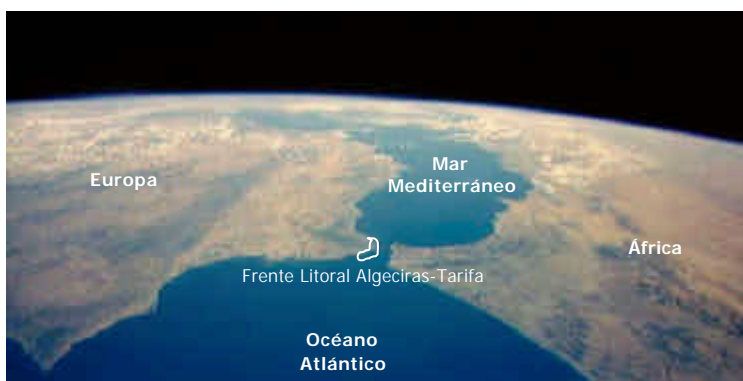 Mar
Mediterráneo
Europa
África
Frente Litoral Algeciras-Tarifa
Océano
Atlántico